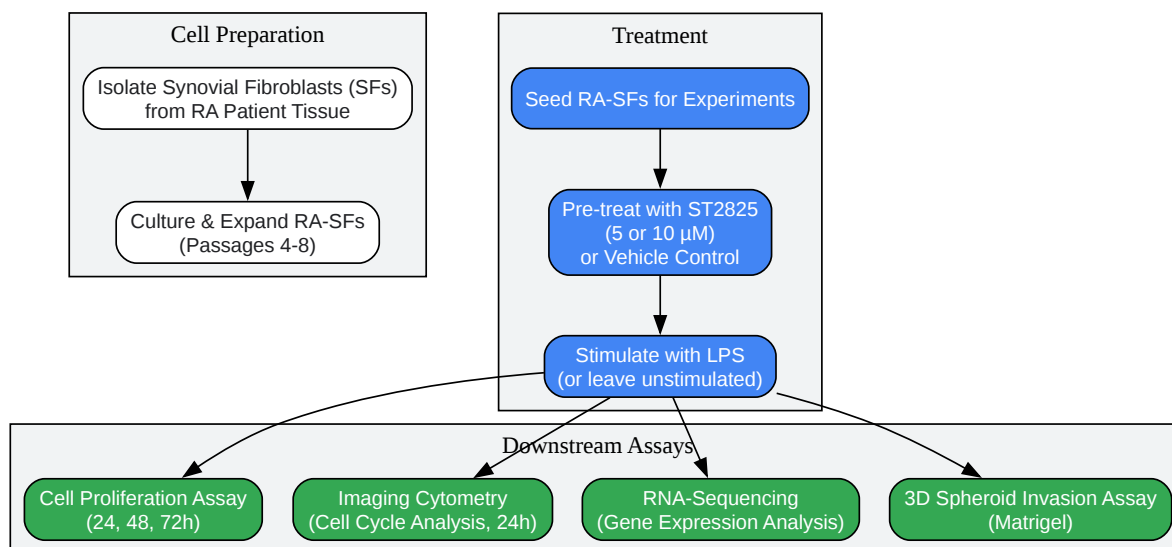 Cell Preparation
Isolate Synovial Fibroblasts (SFs)
from RA Patient Tissue
Culture & Expand RA-SFs
(Passages 4-8)
Treatment
Seed RA-SFs for Experiments
Pre-treat with ST2825
(5 or 10 µM)
or Vehicle Control
Stimulate with LPS
(or leave unstimulated)
Downstream Assays
Cell Proliferation Assay
(24, 48, 72h)
Imaging Cytometry
(Cell Cycle Analysis, 24h)
RNA-Sequencing
(Gene Expression Analysis)
3D Spheroid Invasion Assay
(Matrigel)